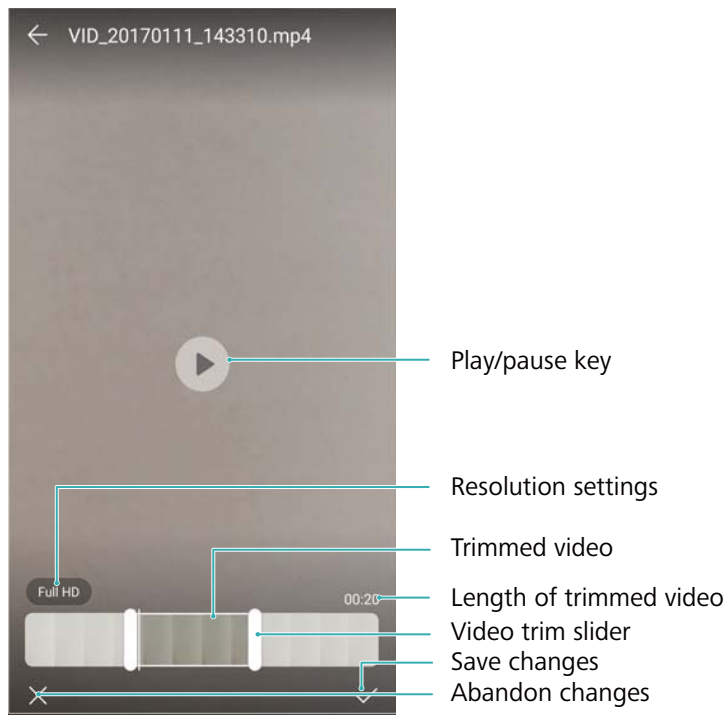 VID_20170111_143310.mp4
Play/pause key
Resolution settings
Trimmed video
Full HD
00:20
Length of trimmed video
Video trim slider
Save changes
Abandon changes